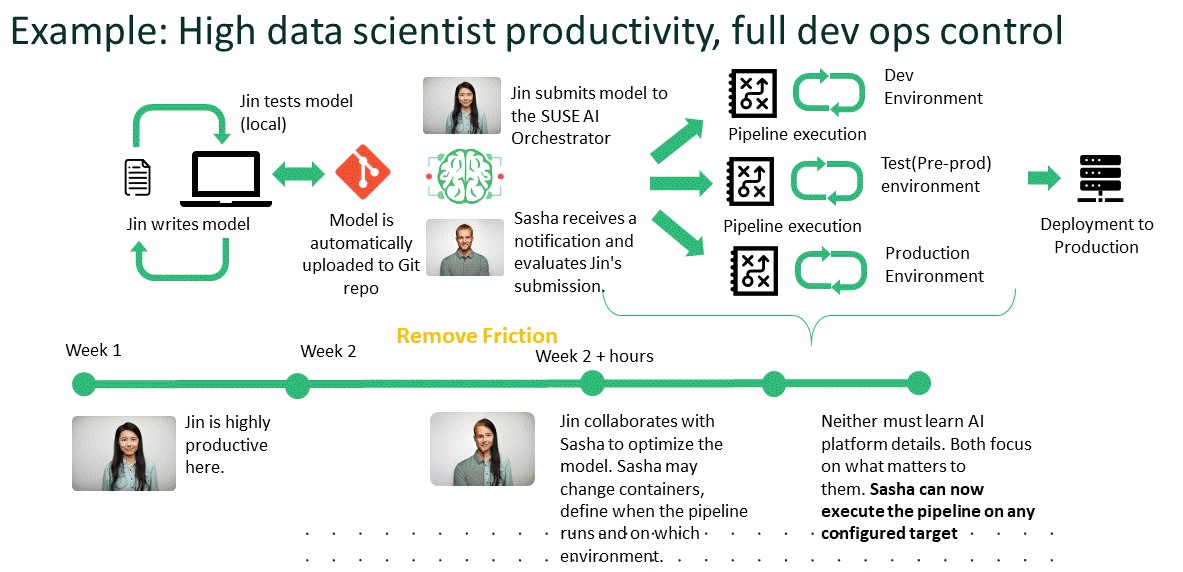 Example: High data scientist productivity, full dev ops control
Jin tests model
(local)
Jin writes model
Model is
automatically
uploaded to Git
repo
Jin submits model to
the SUSE AI
Orchestrator
Sasha receives a
notification and
evaluates Jin's
submission.
Dev
Environment
Pipeline execution
Test(Pre-prod)
environment
Pipeline execution
Production
Environment
Deployment to
Production
Remove Friction
Week 1
Week 2
Week 2 + hours
Jin is highly
productive
here.
Jin collaborates with
Sasha to optimize the
model. Sasha may
change containers,
define when the pipeline
runs and on which
environment.
Neither must learn AI
platform details. Both focus
on what matters to
them. Sasha can now
execute the pipeline on any
configured target